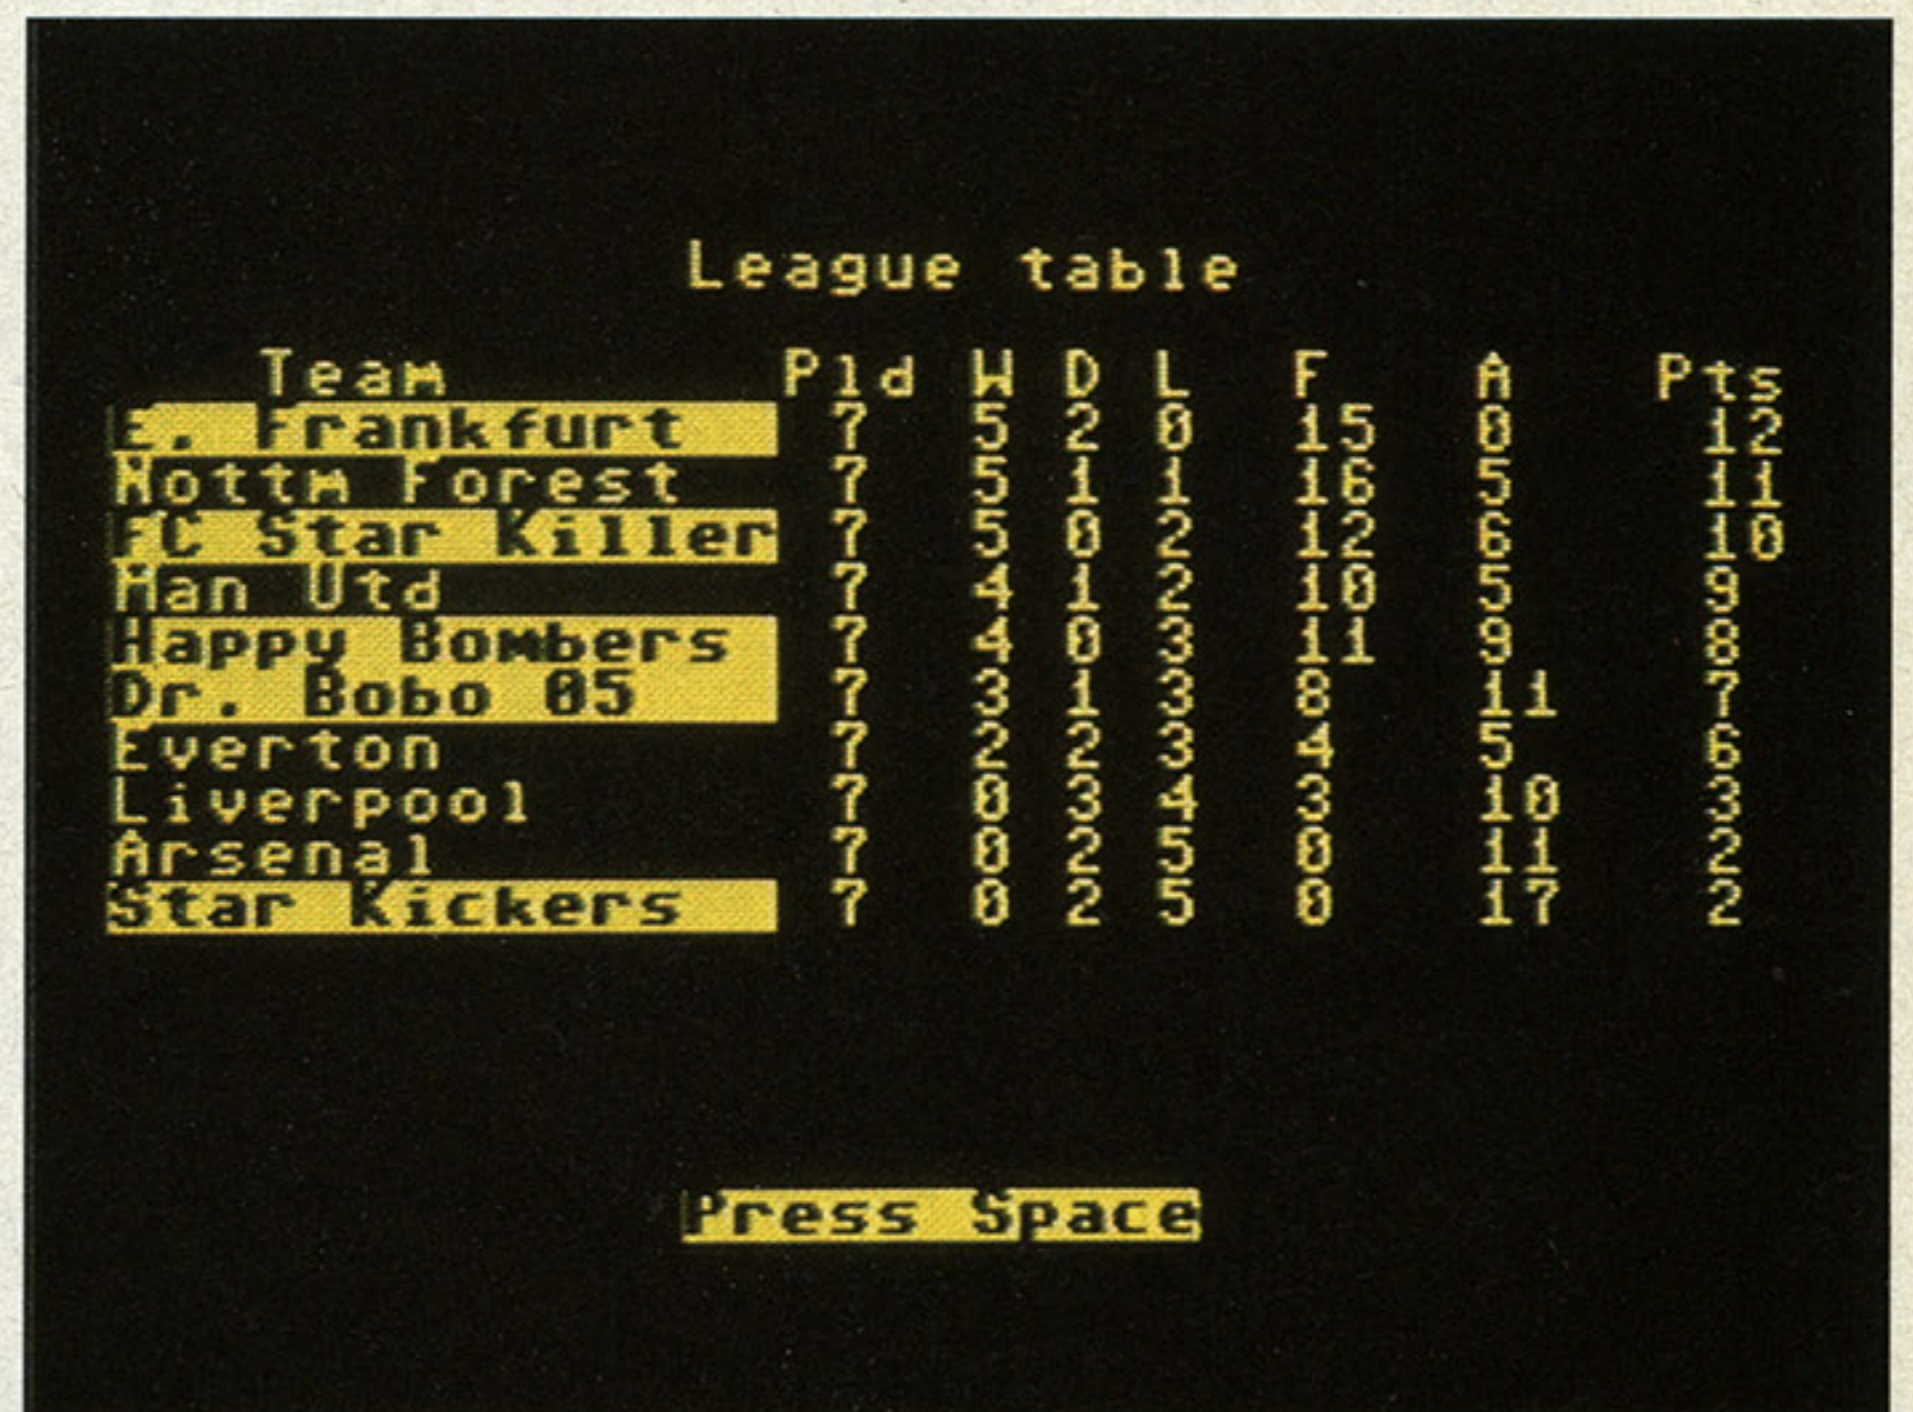 League table
Team Pld W D L F A Pts
E. Frankfurt 7 5 2 0 15 0 12
Nottm Forest 7 5 1 1 16 5 11
FC Star Killer 7 5 0 2 12 6 10
Man Utd 7 4 1 2 10 5 9
Happy Bombers 7 4 0 3 11 9 8
Dr. Bobo 05 7 3 1 3 8 11 7
Everton 7 2 2 3 4 5 6
Liverpool 7 0 3 4 3 10 3
Arsenal 7 0 2 5 0 11 2
Star Kickers 7 0 2 5 0 17 2
Press Space